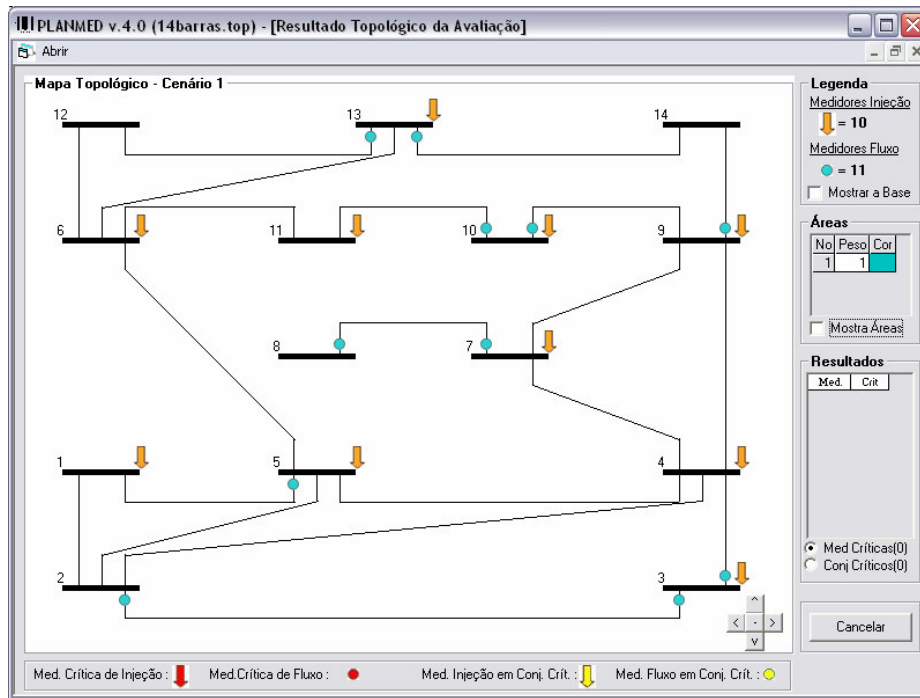 PLANMED v.4.0 (14barras.top) - [Resultado Topológico da Avaliação]
Abrir
Mapa Topológico - Cenário 1
12
13
14
6
11
10
9
8
7
1
5
4
2
3
Legenda
Medidores Injeção
= 10
Medidores Fluxo
= 11
Mostrar a Base
Áreas
No Peso Cor
1 1
Mostra Áreas
Resultados
Med. Crit
Med Críticas(0)
Conj Críticos(0)
< - >
^
v
Cancelar
Med. Crítica de Injeção :
Med.Crítica de Fluxo :
Med. Injeção em Conj. Crít. :
Med. Fluxo em Conj. Crít. :